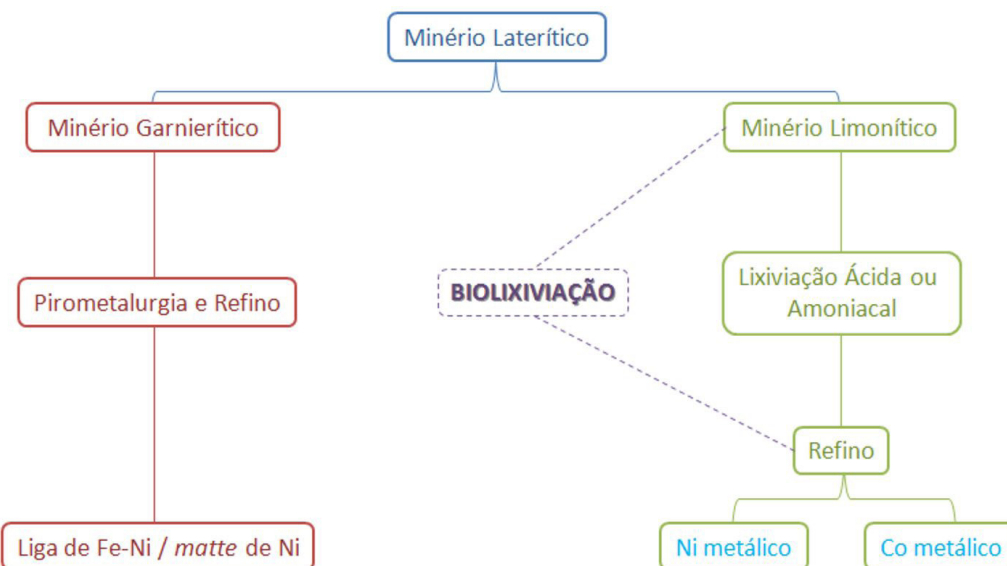 Minério Laterítico
Minério Garnierítico
Minério Limonítico
Pirometalurgia e Refino
BIOLIXIVIAÇÃO
Lixiviação Ácida ou
Amoniacal
Refino
Liga de Fe-Ni / matte de Ni
Ni metálico
Co metálico